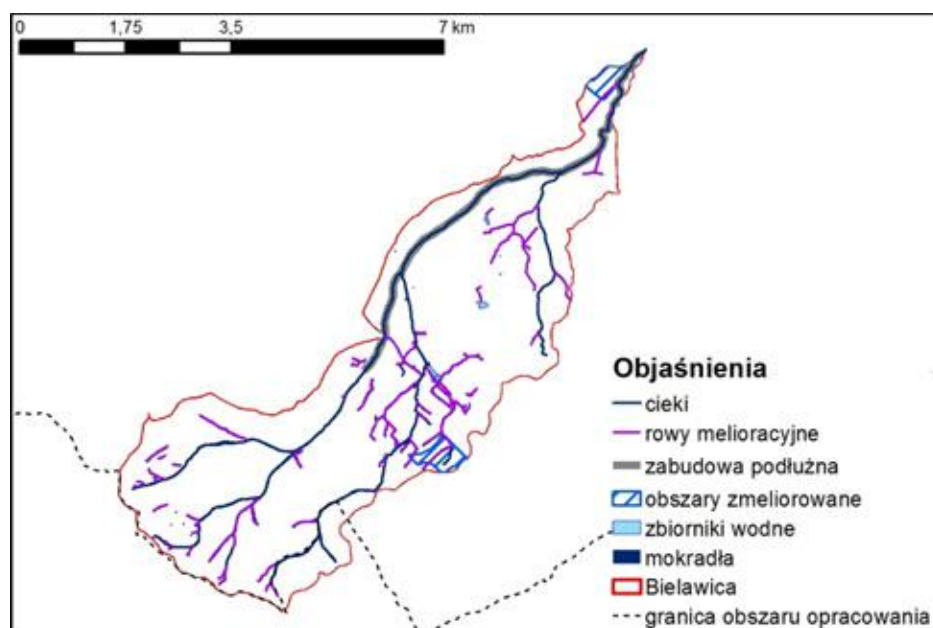 0 1,75 3,5 7 km
Objaśnienia
cieki
rowy melioracyjne
zabudowa podłużna
obszary zmeliorowane
zbiorniki wodne
mokradła
Bielawica
granica obszaru opracowania